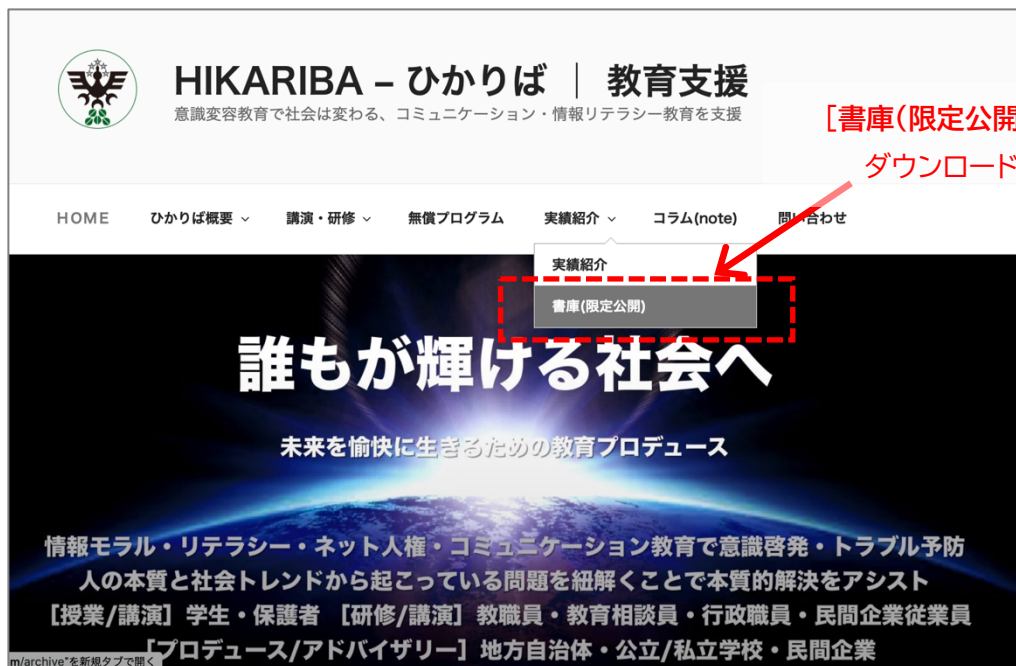 HIKARIBA – ひかりば ｜ 教育支援
意識変容教育で社会は変わる、コミュニケーション・情報リテラシー教育を支援
[書庫(限定公開
ダウンロード
HOME ひかりば概要 講演・研修 無償プログラム 実績紹介 コラム(note) 問い合わせ
実績紹介
書庫(限定公開)
誰もが輝ける社会へ
未来を愉快に生きるための教育プロデュース
情報モラル・リテラシー・ネット人権・コミュニケーション教育で意識啓発・トラブル予防
人の本質と社会トレンドから起こっている問題を紐解くことで本質的解決をアシスト
［授業/講演］学生・保護者 ［研修/講演］教職員・教育相談員・行政職員・民間企業従業員
［プロデュース/アドバイザリー］地方自治体・公立/私立学校・民間企業
m/archive"を新規タブで開く